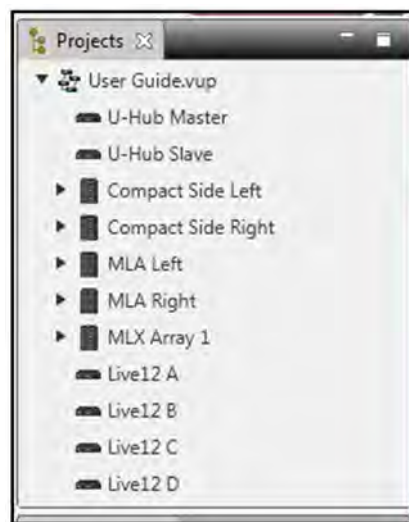 Projects
User Guide.vup
U-Hub Master
U-Hub Slave
Compact Side Left
Compact Side Right
MLA Left
MLA Right
MLX Array 1
Live12 A
Live12 B
Live12 C
Live12 D